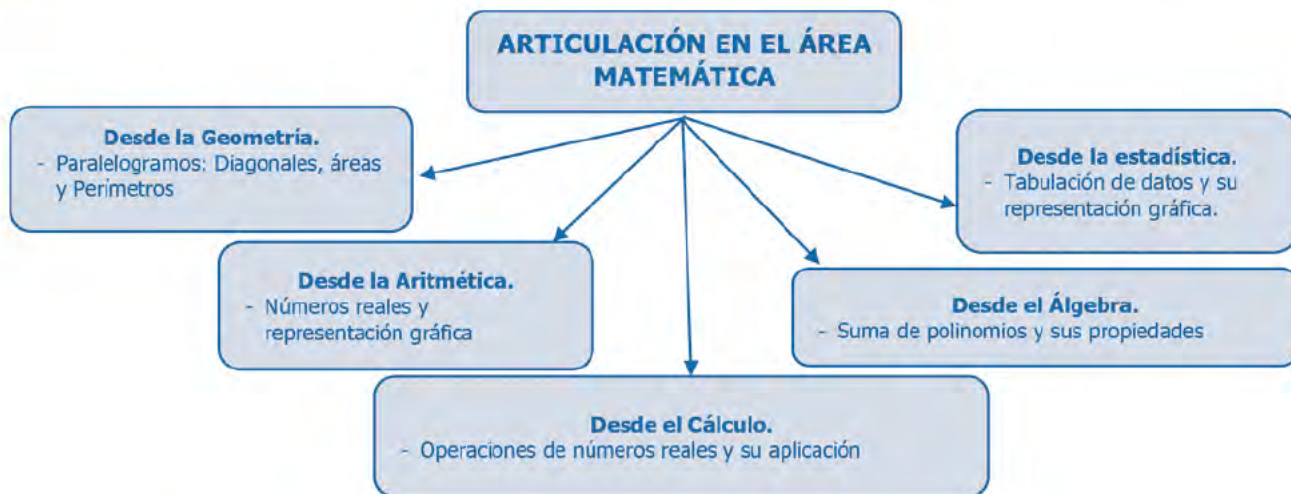 ARTICULACIÓN EN EL ÁREA
MATEMÁTICA
Desde la Geometría.
- Paralelogramos: Diagonales, áreas
y Perímetros
Desde la estadística.
- Tabulación de datos y su
representación gráfica.
Desde la Aritmética.
- Números reales y
representación gráfica
Desde el Álgebra.
- Suma de polinomios y sus propiedades
Desde el Cálculo.
- Operaciones de números reales y su aplicación